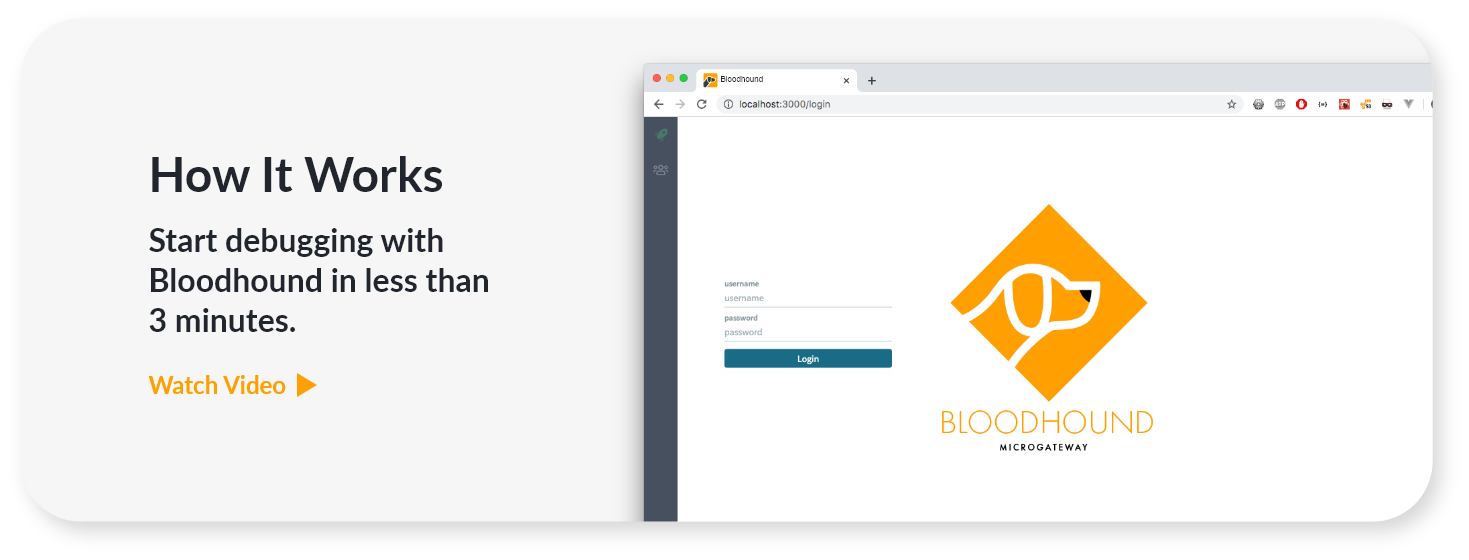 How It Works
Start debugging with
Bloodhound in less than
3 minutes.
Watch Video
Bloodhound
localhost:3000/login
username
username
password
password
Login
BLOODHOUND
MICROGATEWAY